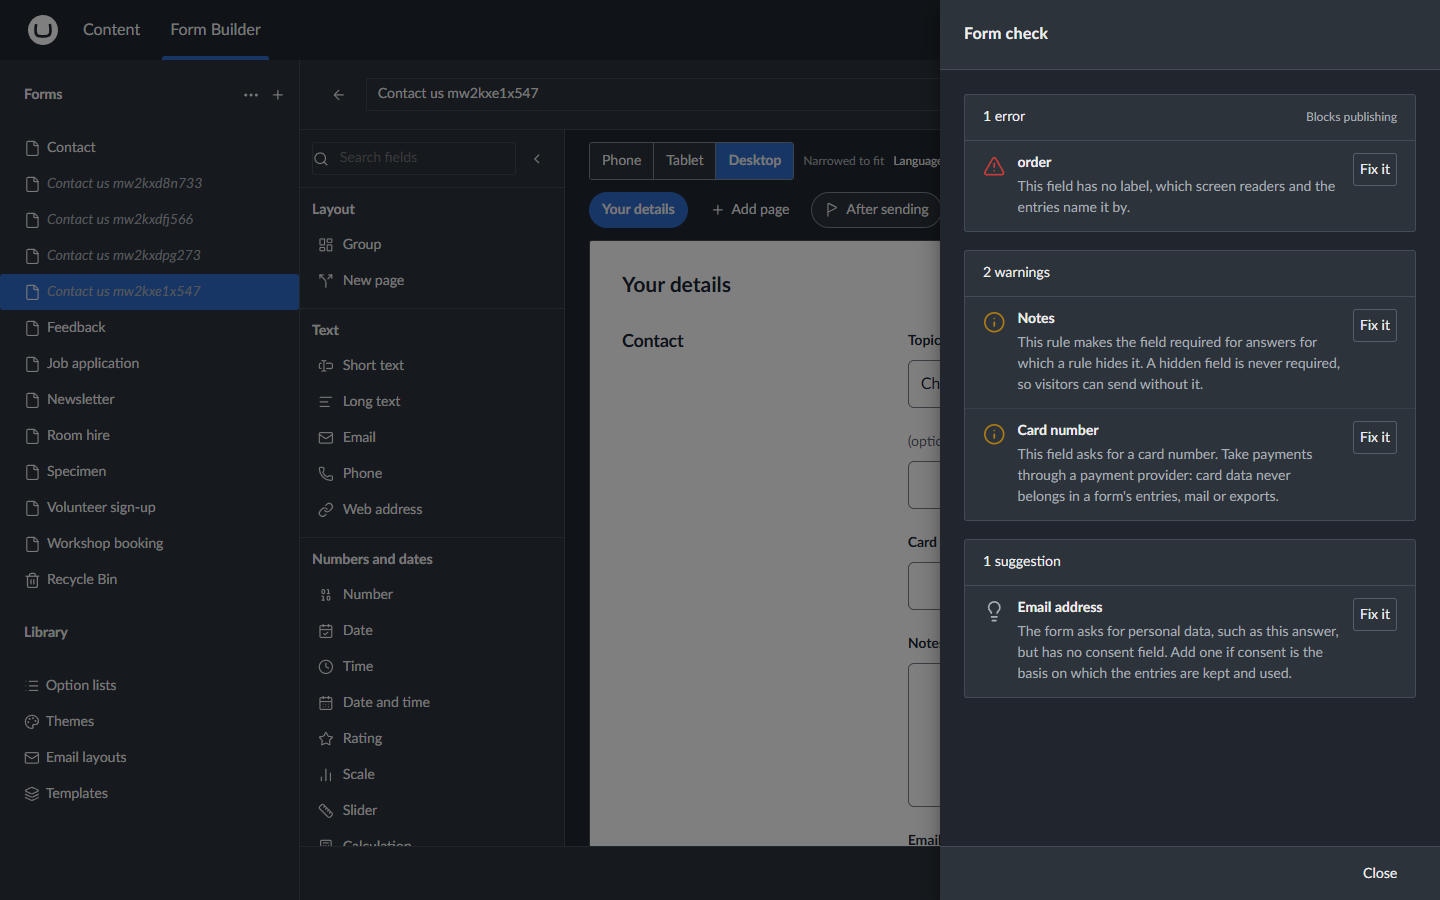 Content
Form Builder
Forms
Contact
Contact us mw2kxd8n733
Contact us mw2kxdfj566
Contact us mw2kxdpg273
Contact us mw2kxe1x547
Feedback
Job application
Newsletter
Room hire
Specimen
Volunteer sign-up
Workshop booking
Recycle Bin
Library
Option lists
Themes
Email layouts
Templates
Contact us mw2kxe1x547
Search fields
Layout
Group
New page
Text
Short text
Long text
Email
Phone
Web address
Numbers and dates
Number
Date
Time
Date and time
Rating
Scale
Slider
Calculation
Phone
Tablet
Desktop
Narrowed to fit
Language
Your details
Add page
After sending
Your details
Contact
Topic
Ch
(optio
Card
Notes
Email
Form check
1 error
Blocks publishing
order
Fix it
This field has no label, which screen readers and the
entries name it by.
2 warnings
Notes
Fix it
This rule makes the field required for answers for
which a rule hides it. A hidden field is never required,
so visitors can send without it.
Card number
Fix it
This field asks for a card number. Take payments
through a payment provider: card data never
belongs in a form's entries, mail or exports.
1 suggestion
Email address
Fix it
The form asks for personal data, such as this answer,
but has no consent field. Add one if consent is the
basis on which the entries are kept and used.
Close